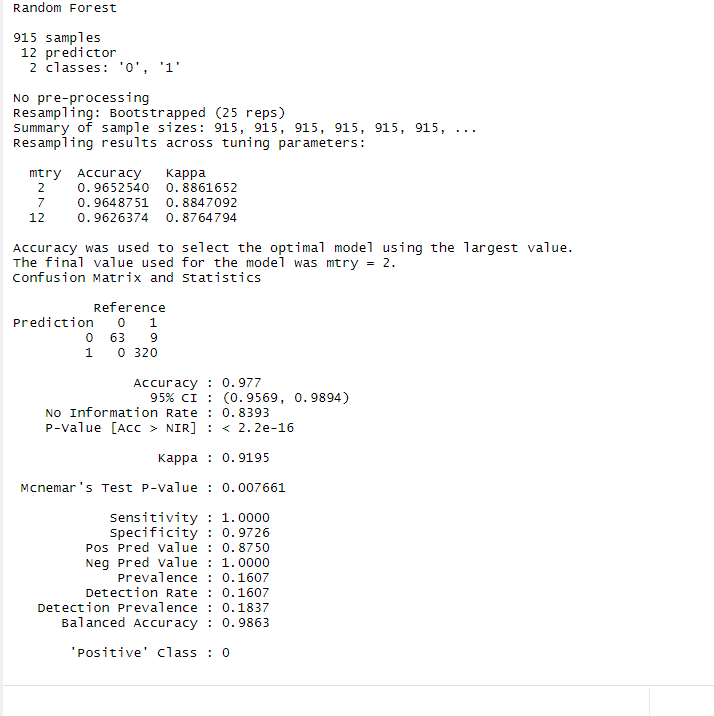 Random Forest
915 samples
12 predictor
2 classes: '0', '1'
No pre-processing
Resampling: Bootstrapped (25 reps)
Summary of sample sizes: 915, 915, 915, 915, 915, 915, ...
Resampling results across tuning parameters:
mtry Accuracy Kappa
2 0.9652540 0.8861652
7 0.9648751 0.8847092
12 0.9626374 0.8764794
Accuracy was used to select the optimal model using the largest value.
The final value used for the model was mtry = 2.
Confusion Matrix and Statistics
Reference
Prediction 0 1
0 63 9
1 0 320
Accuracy : 0.977
95% CI : (0.9569, 0.9894)
No Information Rate : 0.8393
P-Value [Acc > NIR] : < 2.2e-16
Kappa : 0.9195
Mcnemar's Test P-Value : 0.007661
Sensitivity : 1.0000
Specificity : 0.9726
Pos Pred Value : 0.8750
Neg Pred Value : 1.0000
Prevalence : 0.1607
Detection Rate : 0.1607
Detection Prevalence : 0.1837
Balanced Accuracy : 0.9863
'Positive' Class : 0